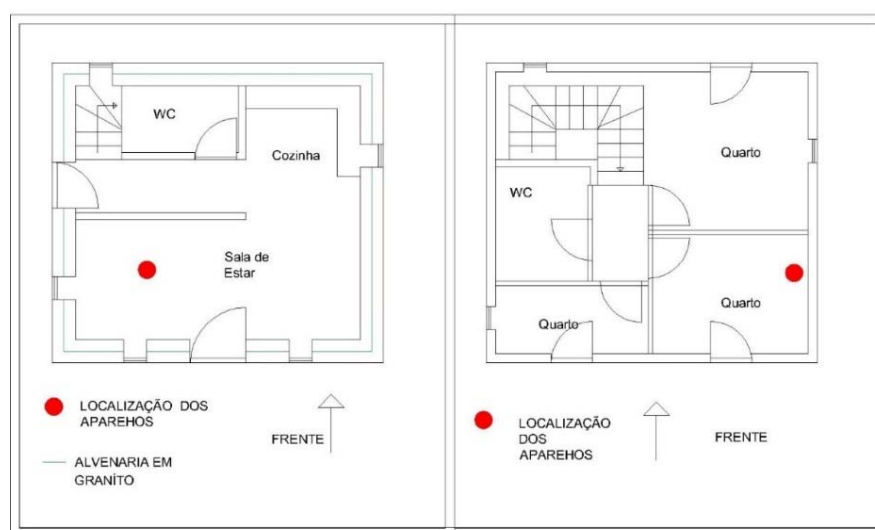 WC
Cozinha
Sala de
Estar
LOCALIZAÇÃO DOS
APAREHOS
FRENTE
ALVENARIA EM
GRANÍTO
Quarto
WC
Quarto
Quarto
LOCALIZAÇÃO
DOS
APAREHOS
FRENTE